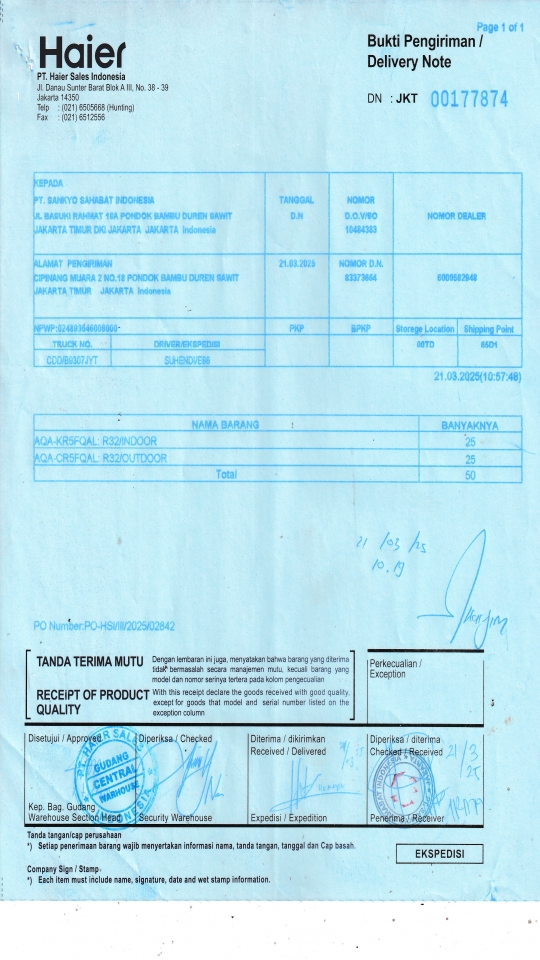 Page 1 of 1
Haier
PT. Haier Sales Indonesia
Jl. Danau Sunter Barat Blok A III, No. 38 - 39
Jakarta 14350
Telp : (021) 6505668 (Hunting)
Fax : (021) 6512556
Bukti Pengiriman /
Delivery Note
DN : JKT 00177874
KEPADA
PT. SANKYO SAHABAT INDONESIA
JL BASUKI RAHMAT 18A PONDOK BAMBU DUREN SAWIT
JAKARTA TIMUR DKI JAKARTA JAKARTA Indonesia
TANGGAL
D.N
NOMOR
D.O.V/SO
10484383
NOMOR DEALER
ALAMAT PENGIRIMAN
CIPINANG MUARA 2 NO.18 PONDOK BAMBU DUREN SAWIT
JAKARTA TIMUR JAKARTA Indonesia
21.03.2025
NOMOR D.N.
83373664
PKP
BPKP
Storage Location
Shipping Point
TRUCK NO.
DRIVER/EKSPEDISI
00TD
65D1
21.03.2025(10:57:48)
NAMA BARANG BANYAKNYA
AQA-KR5FQAL: R32/INDOOR 25
AQA-CR5FQAL: R32/OUTDOOR 25
Total 50
21 /03 /25
PO Number:PO-HSI/III/2025/02842
TANDA TERIMA MUTU
Dengan lembaran ini juga, menyatakan bahwa barang yang diterima
tidak bermasalah secara manajemen mutu, kecuali barang yang
model dan nomor serinya tertera pada kolom pengecualian
RECEIPT OF PRODUCT
QUALITY
With this receipt declare the goods received with good quality,
except for goods that model and serial number listed on the
exception column
Perkecualian /
Exception
Disetujui / Approved
Diperiksa / Checked
Diterima / dikirimkan
Received / Delivered
Diperiksa / diterima
Checked / Received
21/3
25
PT. HAIER SALES
GUDANG
CENTRAL
WARHOUSE
INDONESIA
Kep. Bag. Gudang
Warehouse Section Head
Security Warehouse
Expedisi / Expedition
Penerima / Receiver
Tanda tangan/cap perusahaan
*) Setiap penerimaan barang wajib menyertakan informasi nama, tanda tangan, tanggal dan Cap basah.
EKSPEDISI
Company Sign / Stamp
*) Each item must include name, signature, date and wet stamp information.